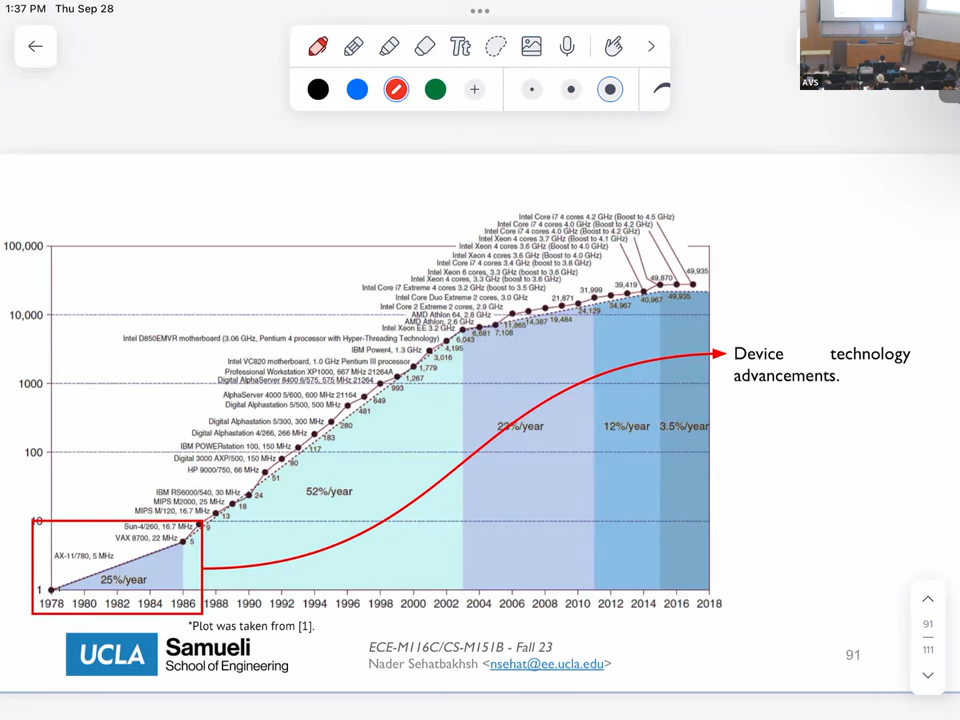 1:37 PM Thu Sep 28
Tt
AVS
Intel Core i7 4 cores 4.2 GHz (Boost to 4.5 GHz)
Intel Core i7 4 cores 4.0 GHz (Boost to 4.2 GHz)
Intel Core i7 4 cores 4.0 GHz (Boost to 4.2 GHz)
Intel Xeon 4 cores 3.7 GHz (Boost to 4.1 GHz)
Intel Xeon 4 cores 3.6 GHz (Boost to 4.0 GHz)
Intel Xeon 4 cores 3.6 GHz (Boost to 4.0 GHz)
Intel Core i7 4 cores 3.4 GHz (boost to 3.8 GHz)
Intel Xeon 6 cores, 3.3 GHz (boost to 3.6 GHz)
Intel Xeon 4 cores, 3.3 GHz (boost to 3.6 GHz)
Intel Core i7 Extreme 4 cores 3.2 GHz (boost to 3.5 GHz)
Intel Core Duo Extreme 2 cores, 3.0 GHz
Intel Core 2 Extreme 2 cores, 2.9 GHz
AMD Athlon 64, 2.8 GHz
AMD Athlon, 2.6 GHz
Intel Xeon EE 3.2 GHz
Intel D850EMVR motherboard (3.06 GHz, Pentium 4 processor with Hyper-Threading Technology)
IBM Power4, 1.3 GHz
Intel VC820 motherboard, 1.0 GHz Pentium III processor
Professional Workstation XP1000, 667 MHz 21264A
Digital AlphaServer 8400 6/575, 575 MHz 21264
AlphaServer 4000 5/600, 600 MHz 21164
Digital Alphastation 5/500, 500 MHz
Digital Alphastation 5/300, 300 MHz
Digital Alphastation 4/266, 266 MHz
IBM POWERstation 100, 150 MHz
Digital 3000 AXP/500, 150 MHz
HP 9000/750, 66 MHz
IBM RS6000/540, 30 MHz
MIPS M2000, 25 MHz
MIPS M/120, 16.7 MHz
Sun-4/260, 16.7 MHz
VAX 8700, 22 MHz
AX-11/780, 5 MHz
5
9
13
18
24
51
80
117
183
280
481
649
993
1,267
1,779
3,016
4,195
6,043
6,681
7,108
11,865
14,387
19,484
21,871
24,129
31,999
34,967
39,419
40,967
49,870
49,935
49,935
100,000
10,000
1000
100
10
1
25%/year
52%/year
23%/year
12%/year
3.5%/year
1978 1980 1982 1984 1986 1988 1990 1992 1994 1996 1998 2000 2002 2004 2006 2008 2010 2012 2014 2016 2018
Device technology
advancements.
*Plot was taken from [1].
UCLA Samueli
School of Engineering
ECE-M116C/CS-M151B - Fall 23
Nader Sehatbakhsh <nsehat@ee.ucla.edu>
91
91
111